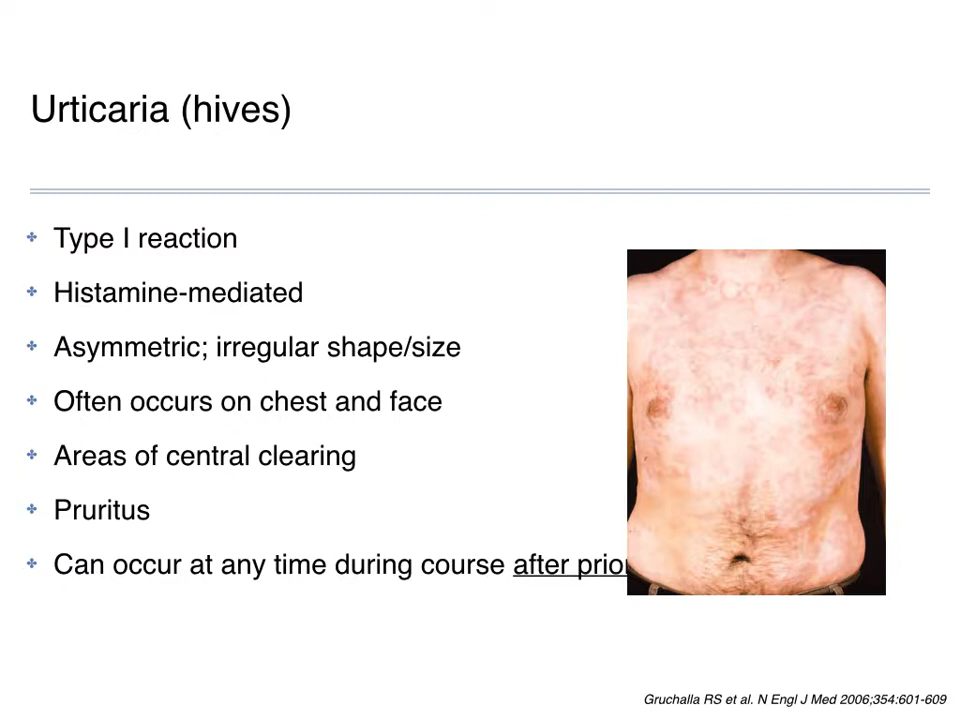 Urticaria (hives)
Type I reaction
Histamine-mediated
Asymmetric; irregular shape/size
Often occurs on chest and face
Areas of central clearing
Pruritus
Can occur at any time during course after prior
Gruchalla RS et al. N Engl J Med 2006;354:601-609